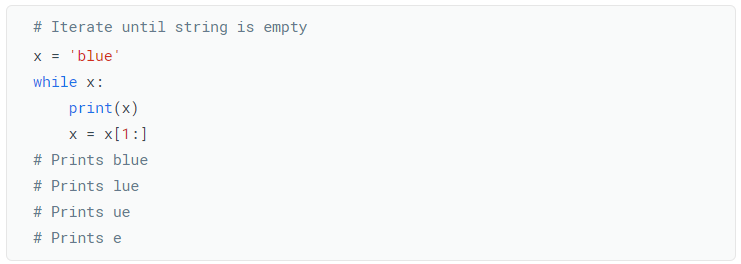 # Iterate until string is empty
x = 'blue'
while x:
    print(x)
    x = x[1:]
# Prints blue
# Prints lue
# Prints ue
# Prints e